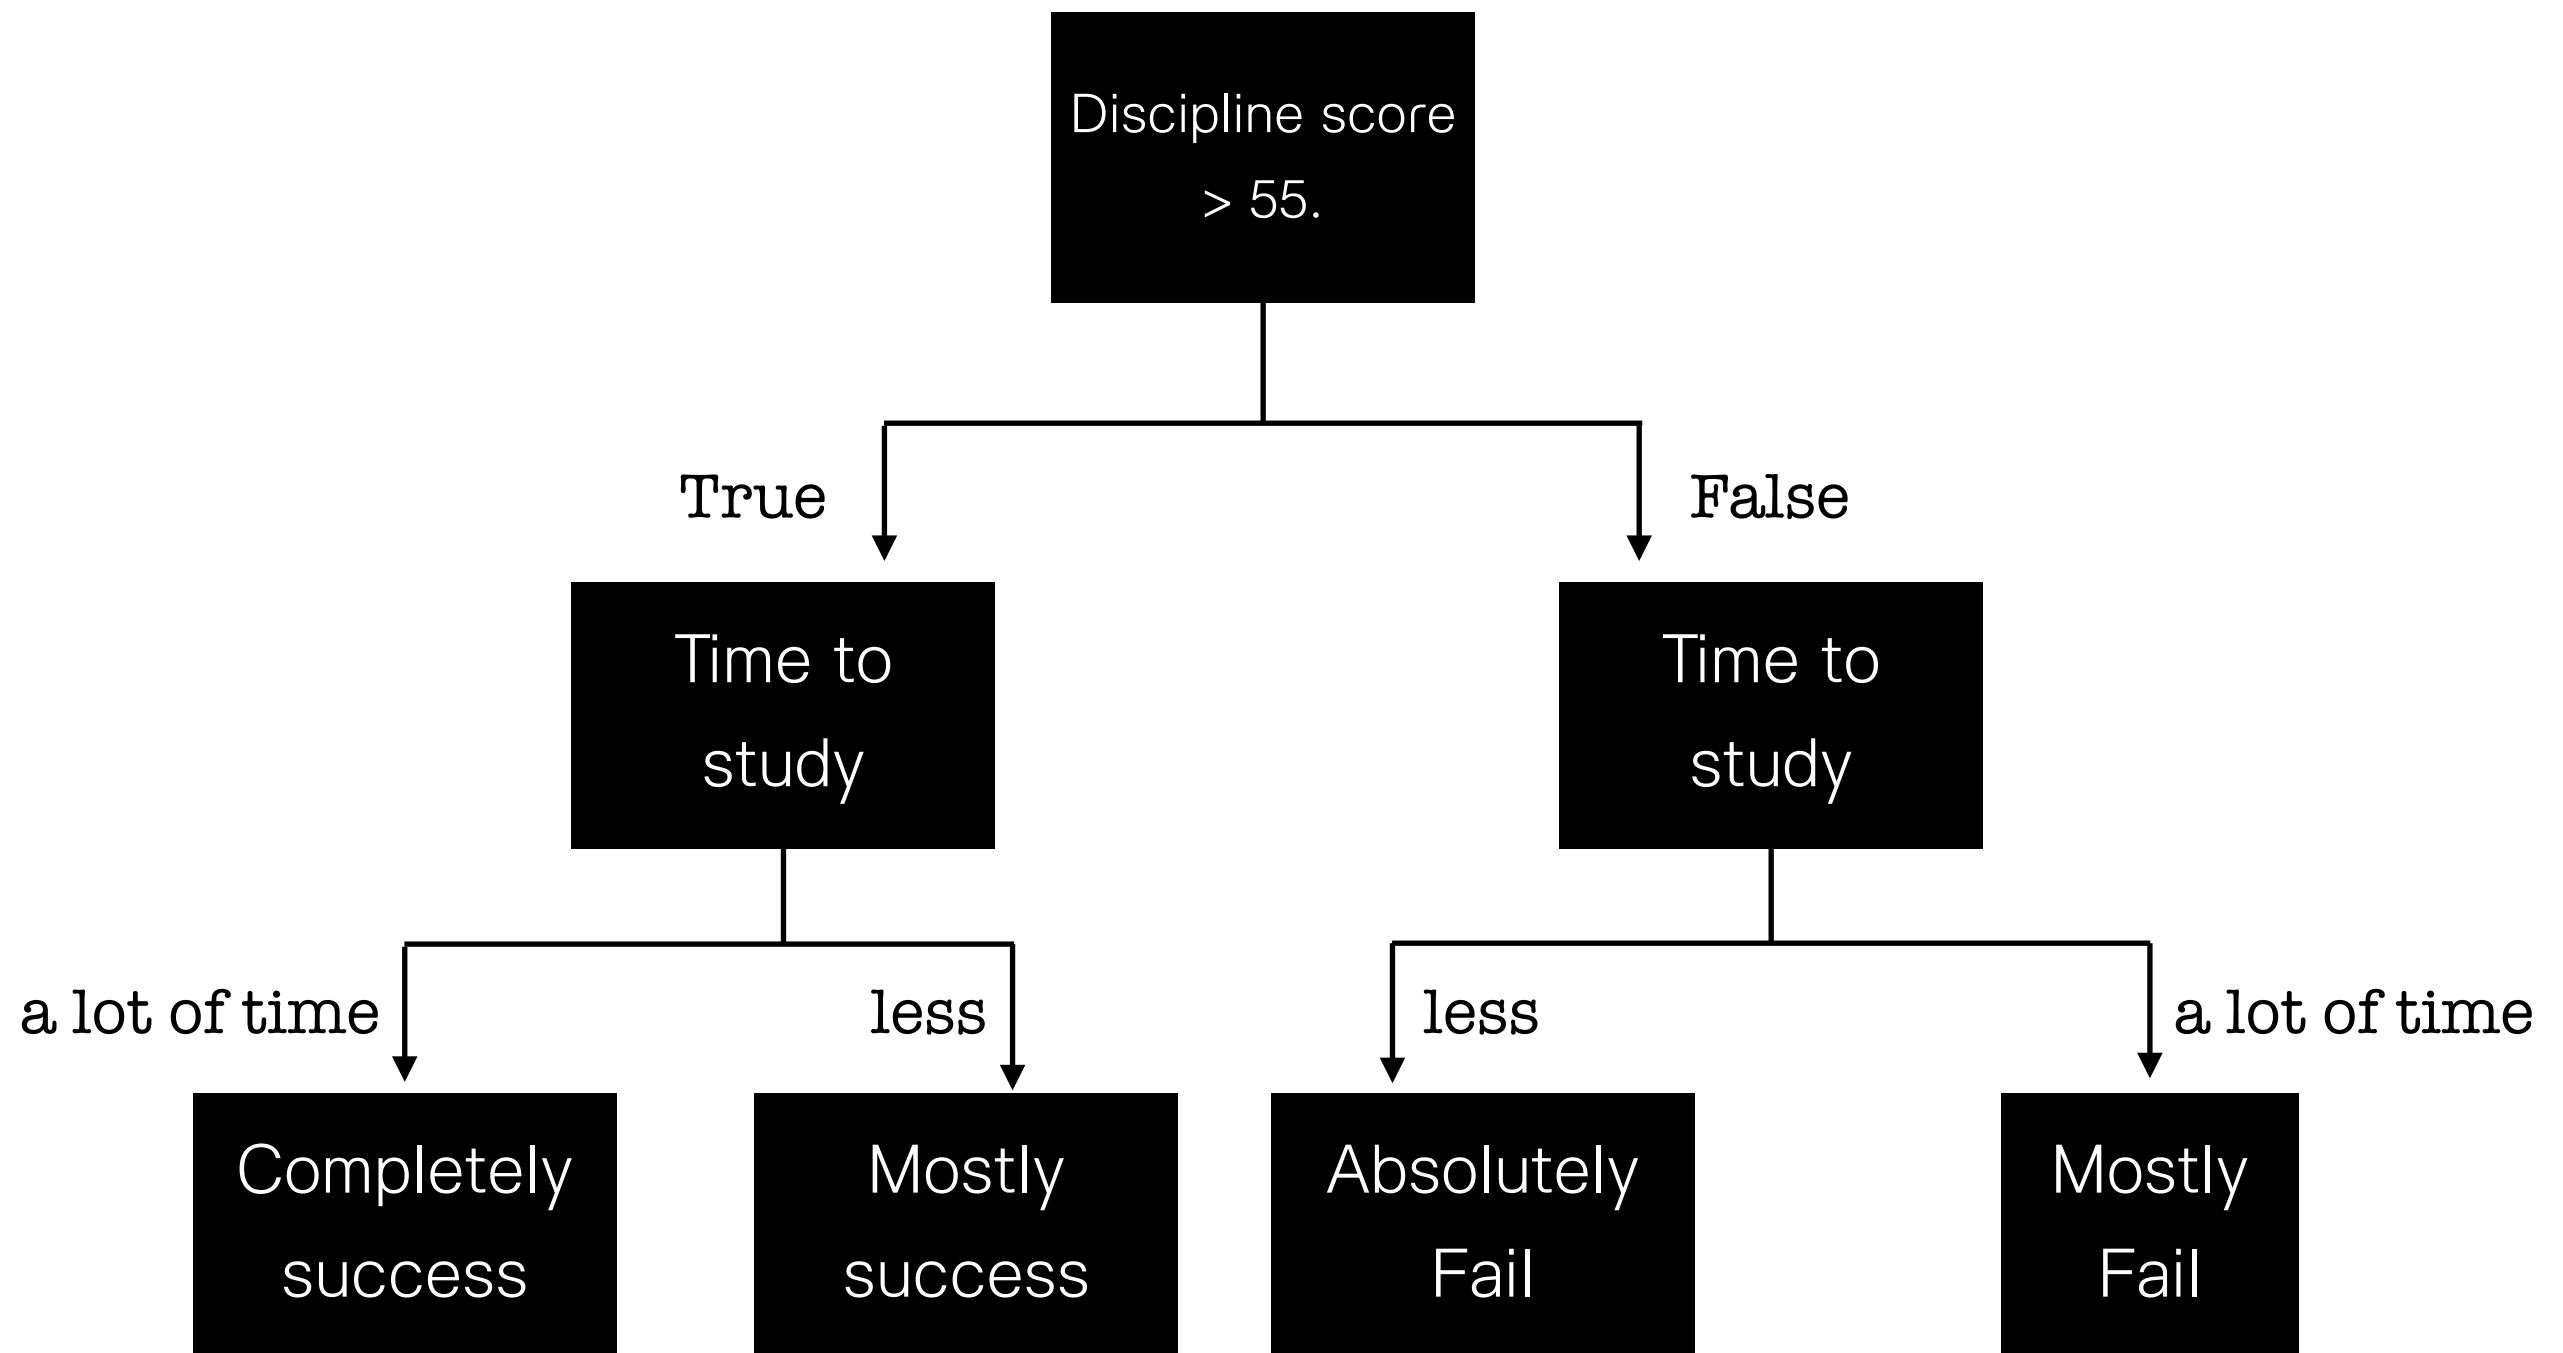 Discipline score
> 55.
True
False
Time to
study
Time to
study
a lot of time
less
less
a lot of time
Completely
success
Mostly
success
Absolutely
Fail
Mostly
Fail